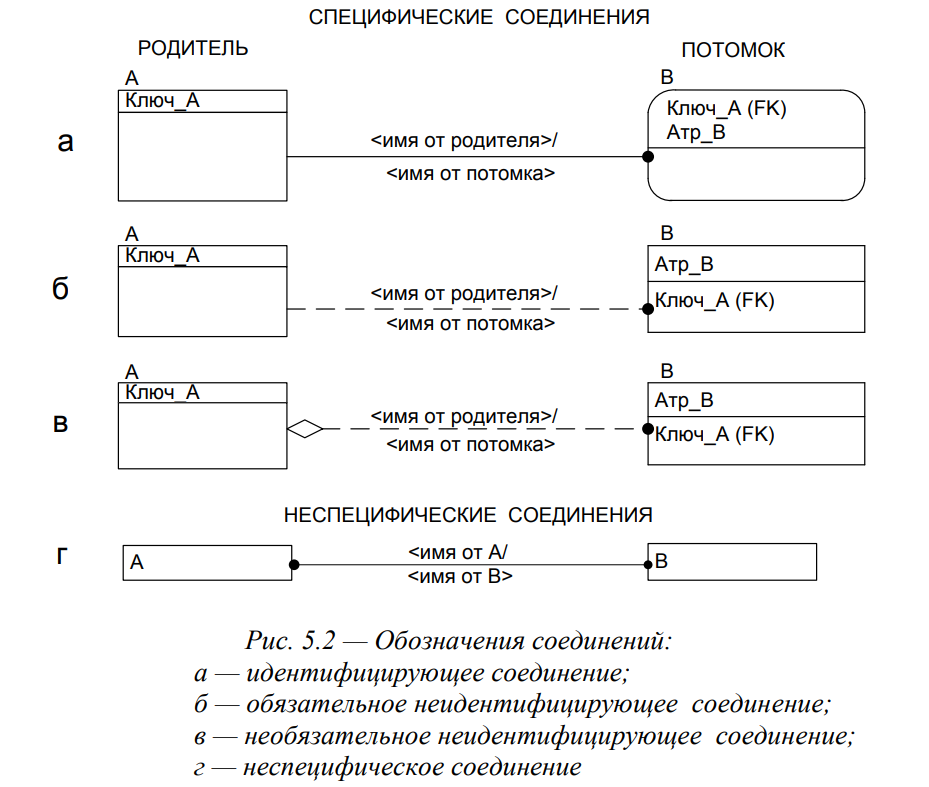 СПЕЦИФИЧЕСКИЕ СОЕДИНЕНИЯ
РОДИТЕЛЬ
ПОТОМОК
А
Ключ_А
а
<имя от родителя>/
<имя от потомка>
В
Ключ_А (FK)
Атр_В
А
Ключ_А
б
<имя от родителя>/
<имя от потомка>
В
Атр_В
Ключ_А (FK)
А
Ключ_А
в
<имя от родителя>/
<имя от потомка>
В
Атр_В
Ключ_А (FK)
НЕСПЕЦИФИЧЕСКИЕ СОЕДИНЕНИЯ
г
А
<имя от А/
<имя от В>
В
Рис. 5.2 — Обозначения соединений:
а — идентифицирующее соединение;
б — обязательное неидентифицирующее соединение;
в — необязательное неидентифицирующее соединение;
г — неспецифическое соединение